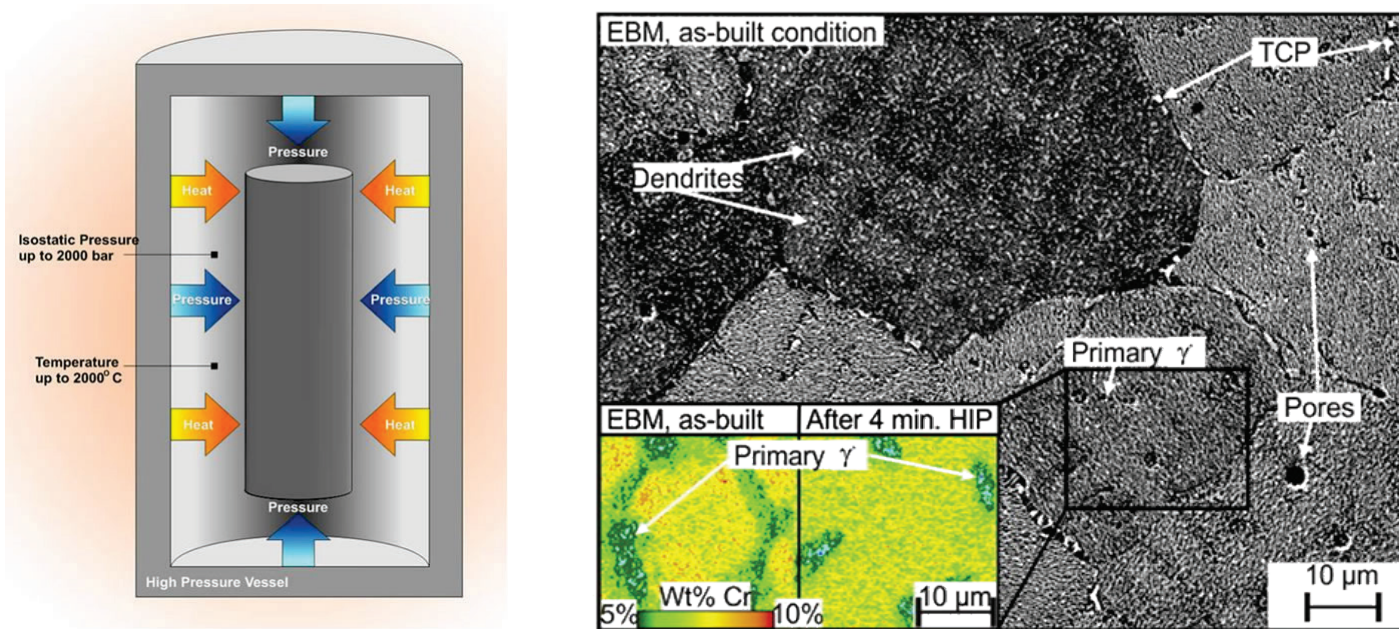 Pressure
Heat
Heat
Isostatic Pressure
up to 2000 bar
Pressure
Pressure
Temperature
up to 2000° C
Heat
Heat
Pressure
High Pressure Vessel
EBM, as-built condition
TCP
Dendrites
Primary γ'
Pores
EBM, as-built
After 4 min. HIP
Primary γ'
Wt% Cr
5%
10%
10 µm
10 µm